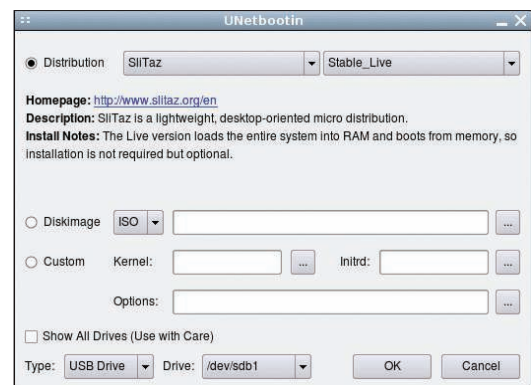 UNetbootin
Distribution SliTaz Stable_Live
Homepage: http://www.slitaz.org/en
Description: SliTaz is a lightweight, desktop-oriented micro distribution.
Install Notes: The Live version loads the entire system into RAM and boots from memory, so
installation is not required but optional.
Diskimage ISO ...
Custom Kernel: ... Initrd: ...
Options: ...
Show All Drives (Use with Care)
Type: USB Drive Drive: /dev/sdb1 OK Cancel